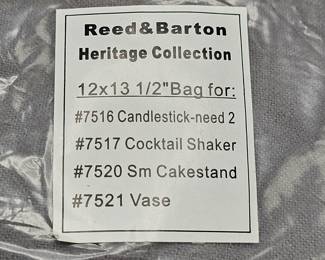 Reed&Barton
Heritage Collection
12x13 1/2"Bag for:
#7516 Candlestick-need 2
#7517 Cocktail Shaker
#7520 Sm Cakestand
#7521 Vase